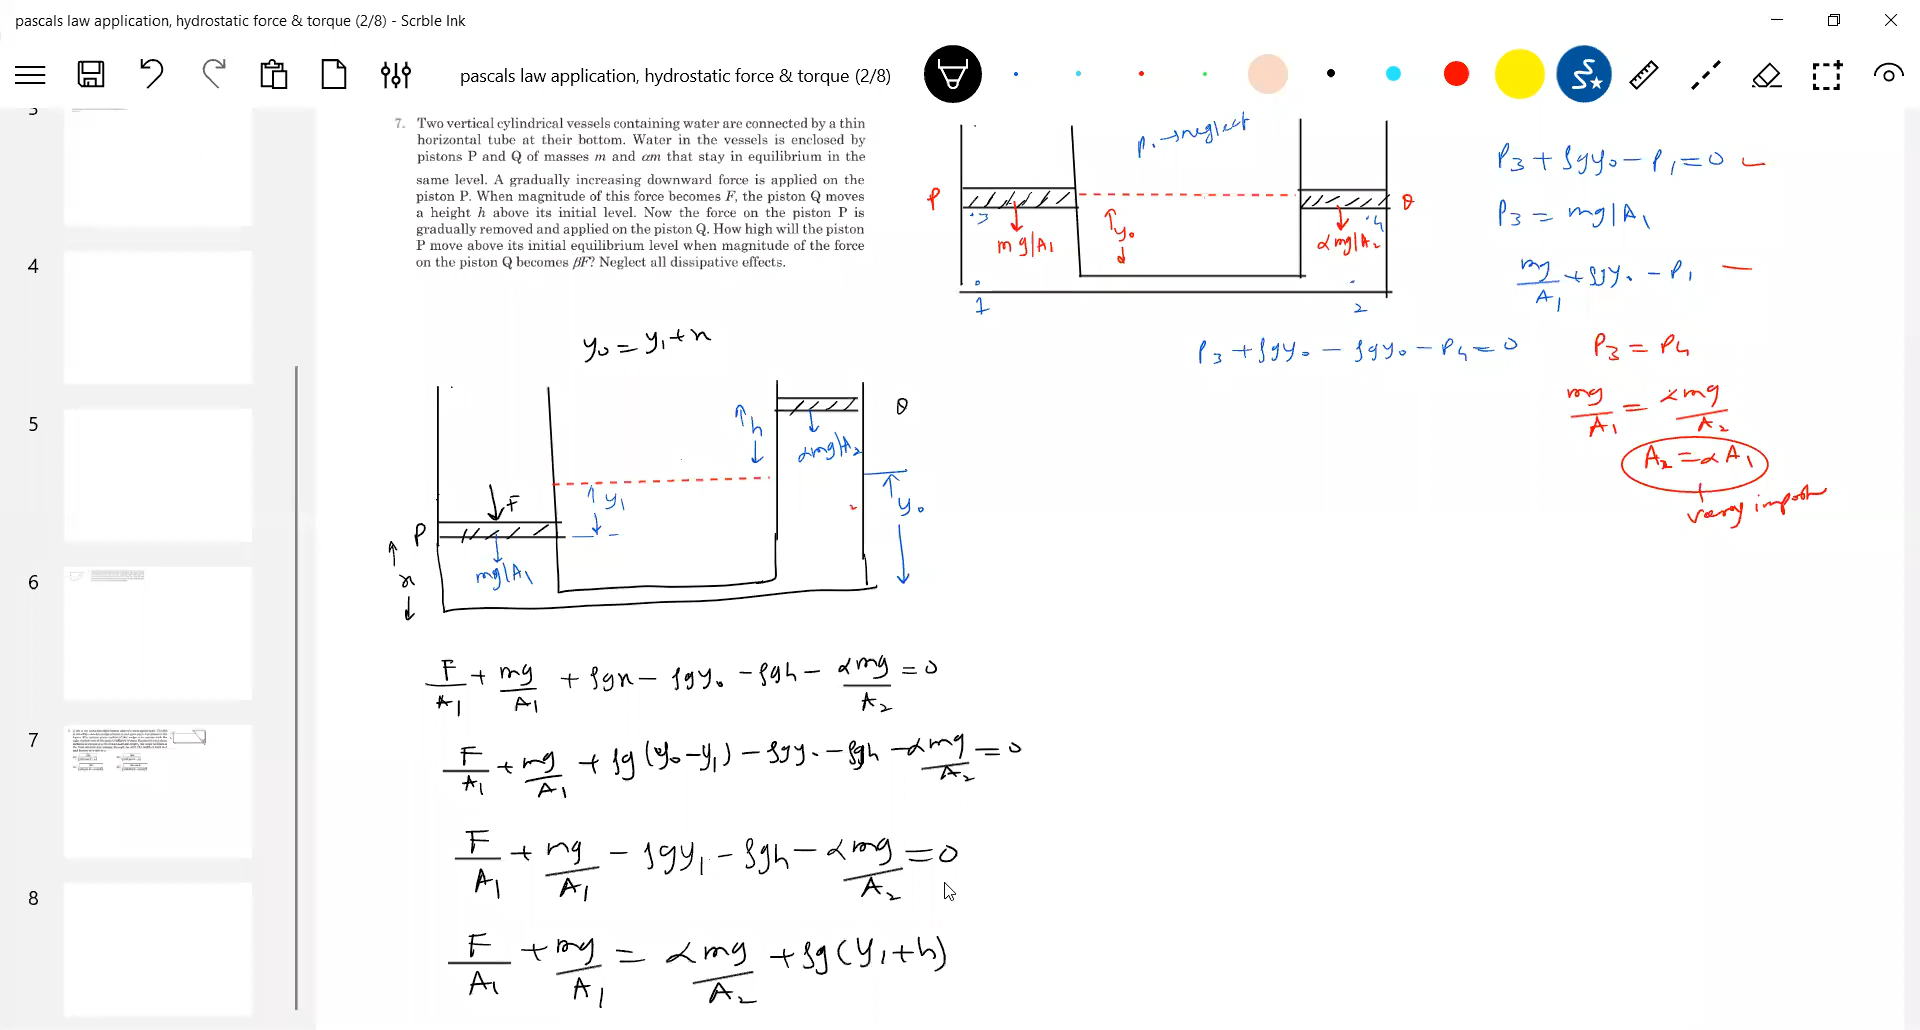 pascals law application, hydrostatic force & torque (2/8) - Scrble Ink
pascals law application, hydrostatic force & torque (2/8)
3
4
5
6
7
8
7. Two vertical cylindrical vessels containing water are connected by a thin
horizontal tube at their bottom. Water in the vessels is enclosed by
pistons P and Q of masses m and αm that stay in equilibrium in the
same level. A gradually increasing downward force is applied on the
piston P. When magnitude of this force becomes F, the piston Q moves
a height h above its initial level. Now the force on the piston P is
gradually removed and applied on the piston Q. How high will the piston
P move above its initial equilibrium level when magnitude of the force
on the piston Q becomes βF? Neglect all dissipative effects.
P. → neglect
P
Q
.3
.4
mg/A₁
y₀
αmg/A₂
1
2
P₃ + ρgy₀ − P₁ = 0
P₃ = mg/A₁
mg/A₁ + ρgy₀ − P₁
P₃ + ρgy₀ − ρgy₀ − P₄ = 0
P₃ = P₄
mg/A₁ = αmg/A₂
A₂ = αA₁
very
y₀ = y₁ + x
Q
h
αmg/A₂
F
y₁
y₀
P
mg/A₁
x
F/A₁ + mg/A₁ + ρgx − ρgy₀ − ρgh − αmg/A₂ = 0
F/A₁ + mg/A₁ + ρg(y₀−y₁) − ρgy₀ − ρgh − αmg/A₂ = 0
F/A₁ + mg/A₁ − ρgy₁ − ρgh − αmg/A₂ = 0
F/A₁ + mg/A₁ = αmg/A₂ + ρg(y₁+h)